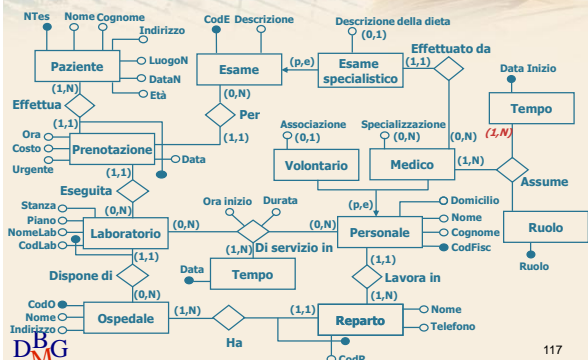 NTes Nome Cognome
Indirizzo
CodE Descrizione
Descrizione della dieta
(0,1)
Effettuato da
Data Inizio
Paziente
LuogoN
DataN
Età
Esame
(p,e)
Esame
specialistico
(1,1)
Tempo
(1,N)
Effettua
(0,N)
Per
Associazione
(0,1)
Specializzazione
(0,N)
(0,N)
(1,N)
(1,1)
(1,1)
Ora
Costo
Urgente
Prenotazione
Data
Volontario
Medico
(1,N)
Assume
(1,1)
Eseguita
Ora inizio
Durata
(p,e)
Domicilio
Stanza
Piano
NomeLab
CodLab
(0,N)
Laboratorio
(0,N)
(0,N)
Personale
Nome
Cognome
CodFisc
Ruolo
(1,1)
(1,N)
Di servizio in
(1,1)
Ruolo
Dispone di
Data
Tempo
Lavora in
(0,N)
(1,N)
CodO
Nome
Indirizzo
Ospedale
(1,N)
Ha
(1,1)
Reparto
Nome
Telefono
CodR
DBMG
117